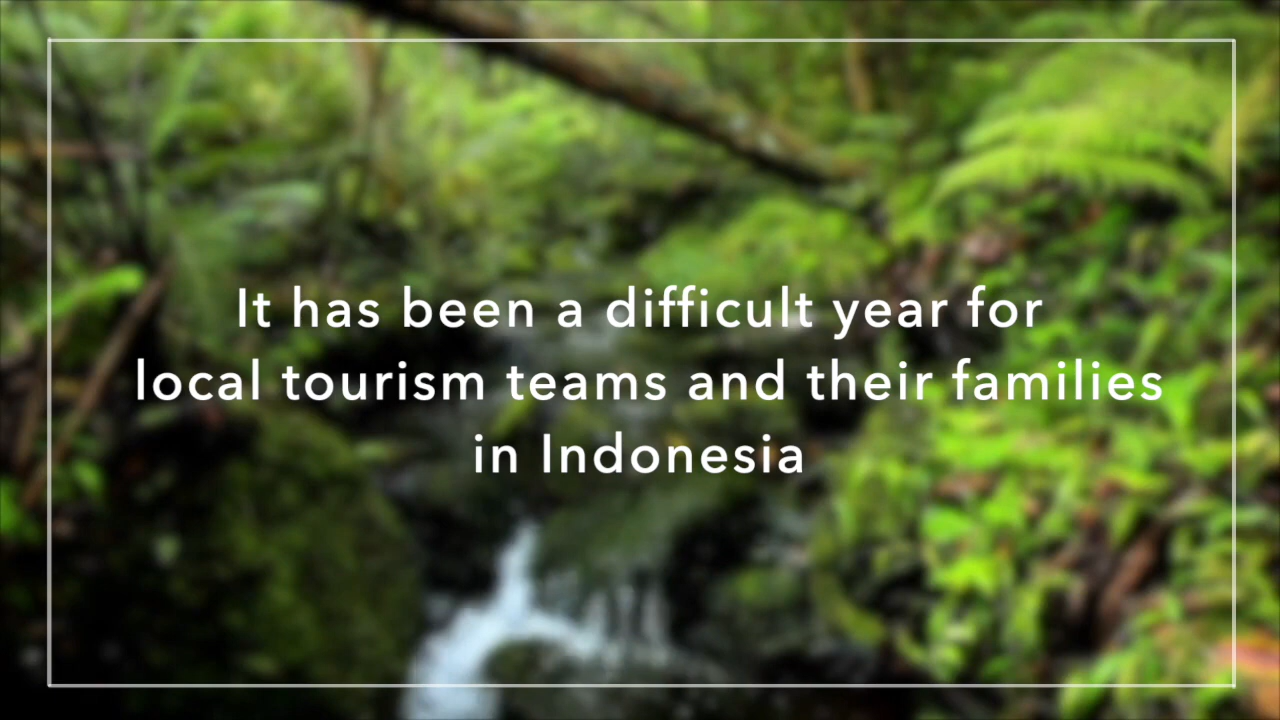 It has been a difficult year for
local tourism teams and their families
in Indonesia